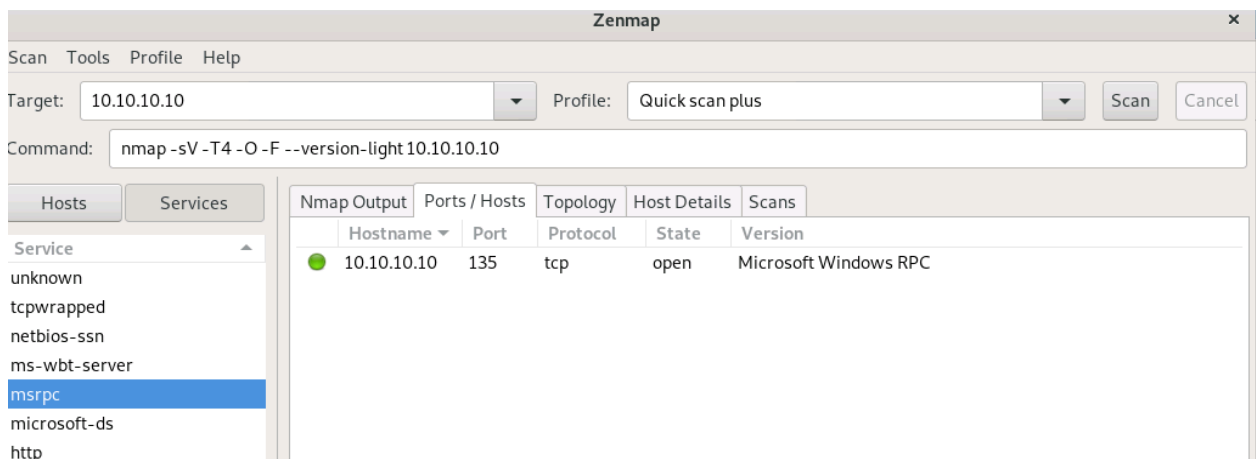 Zenmap ×
Scan Tools Profile Help
Target: 10.10.10.10 Profile: Quick scan plus Scan Cancel
Command: nmap -sV -T4 -O -F --version-light 10.10.10.10
Hosts Services Nmap Output Ports / Hosts Topology Host Details Scans
Service Hostname Port Protocol State Version
10.10.10.10 135 tcp open Microsoft Windows RPC
unknown
tcpwrapped
netbios-ssn
ms-wbt-server
msrpc
microsoft-ds
http